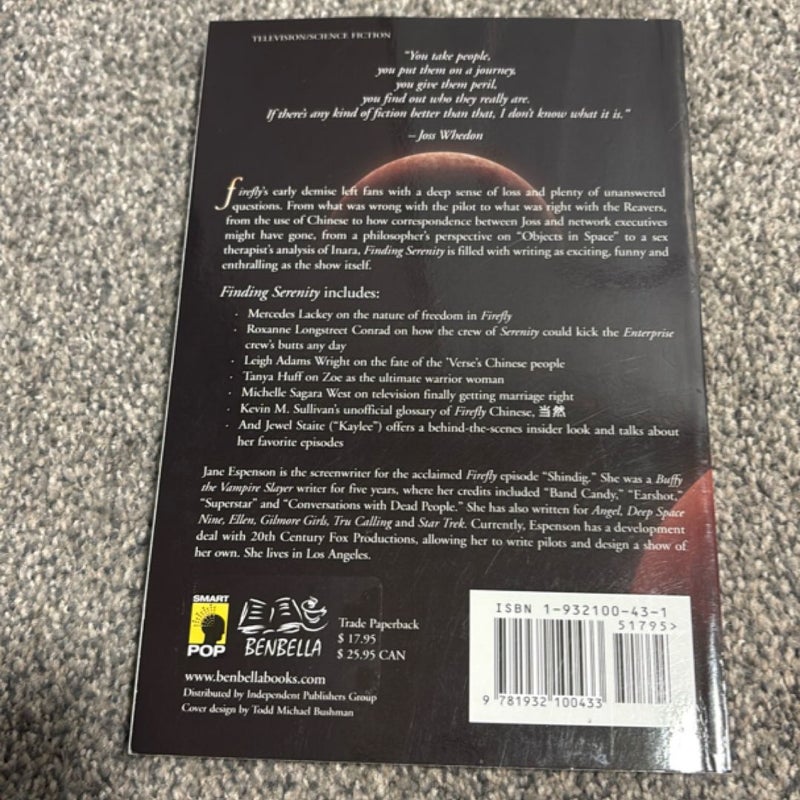 TELEVISION/SCIENCE FICTION
"You take people,
you put them on a journey,
you give them peril,
you find out who they really are.
If there's any kind of fiction better than that, I don't know what it is."
– Joss Whedon
firefly's early demise left fans with a deep sense of loss and plenty of unanswered
questions. From what was wrong with the pilot to what was right with the Reavers,
from the use of Chinese to how correspondence between Joss and network executives
might have gone, from a philosopher's perspective on "Objects in Space" to a sex
therapist's analysis of Inara, Finding Serenity is filled with writing as exciting, funny and
enthralling as the show itself.
Finding Serenity includes:
· Mercedes Lackey on the nature of freedom in Firefly
· Roxanne Longstreet Conrad on how the crew of Serenity could kick the Enterprise
crew's butts any day
· Leigh Adams Wright on the fate of the 'Verse's Chinese people
· Tanya Huff on Zoe as the ultimate warrior woman
· Michelle Sagara West on television finally getting marriage right
· Kevin M. Sullivan's unofficial glossary of Firefly Chinese, 当然
· And Jewel Staite ("Kaylee") offers a behind-the-scenes insider look and talks about
her favorite episodes
Jane Espenson is the screenwriter for the acclaimed Firefly episode "Shindig." She was a Buffy
the Vampire Slayer writer for five years, where her credits included "Band Candy," "Earshot,"
"Superstar" and "Conversations with Dead People." She has also written for Angel, Deep Space
Nine, Ellen, Gilmore Girls, Tru Calling and Star Trek. Currently, Espenson has a development
deal with 20th Century Fox Productions, allowing her to write pilots and design a show of
her own. She lives in Los Angeles.
SMART
POP
BENBELLA
Trade Paperback
$ 17.95
$ 25.95 CAN
www.benbellabooks.com
Distributed by Independent Publishers Group
Cover design by Todd Michael Bushman
ISBN 1-932100-43-1
51795>
9 781932 100433